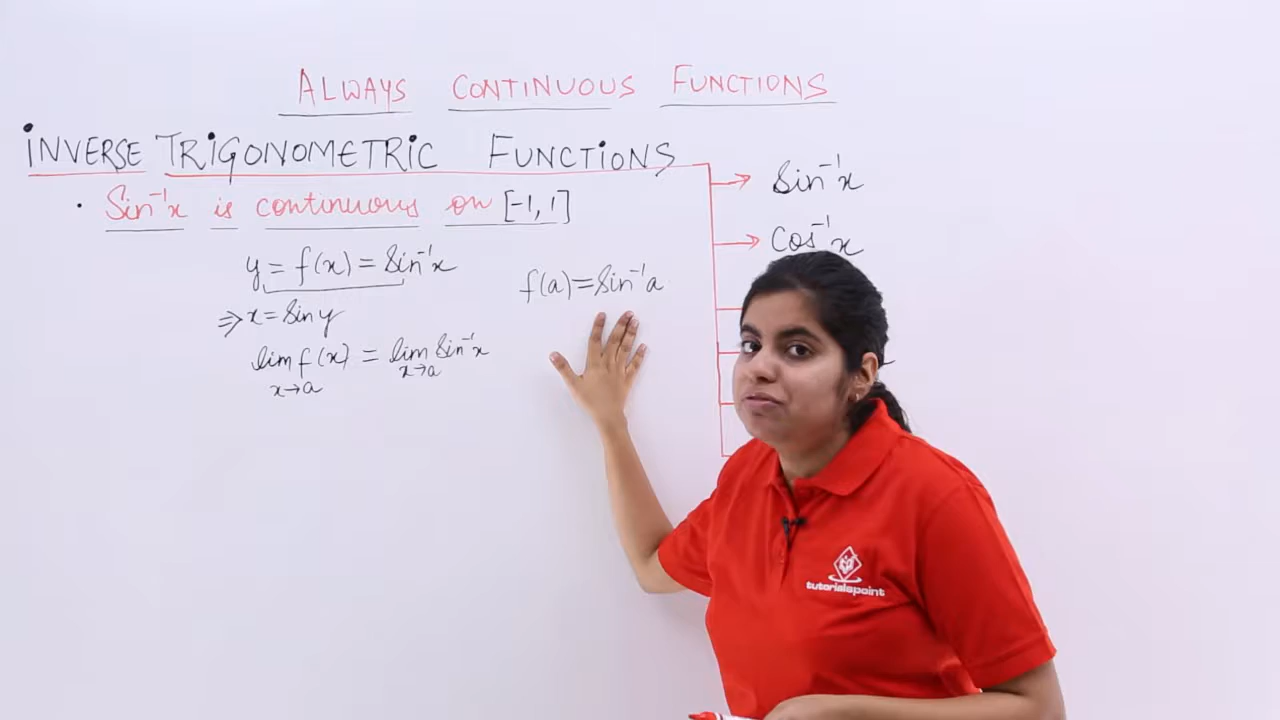 ALWAYS CONTINUOUS FUNCTIONS
INVERSE TRIGONOMETRIC FUNCTIONS
• Sin⁻¹x is continuous on [-1, 1]
y = f(x) = Sin⁻¹x
⇒ x = Sin y
lim f(x) = lim Sin⁻¹x
x→a x→a
f(a) = Sin⁻¹a
Sin⁻¹x
Cos⁻¹x
tutorialspoint